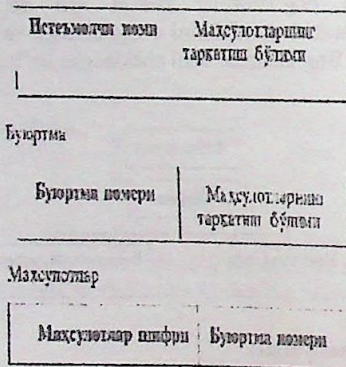 Истеъмолчи номи Маҳсулотларнинг
тарқатиш бўлими
Буюртма
Буюртма номери Маҳсулотларнинг
тарқатиш бўлими
Маҳсулотлар
Маҳсулотлар шифри Буюртма номери